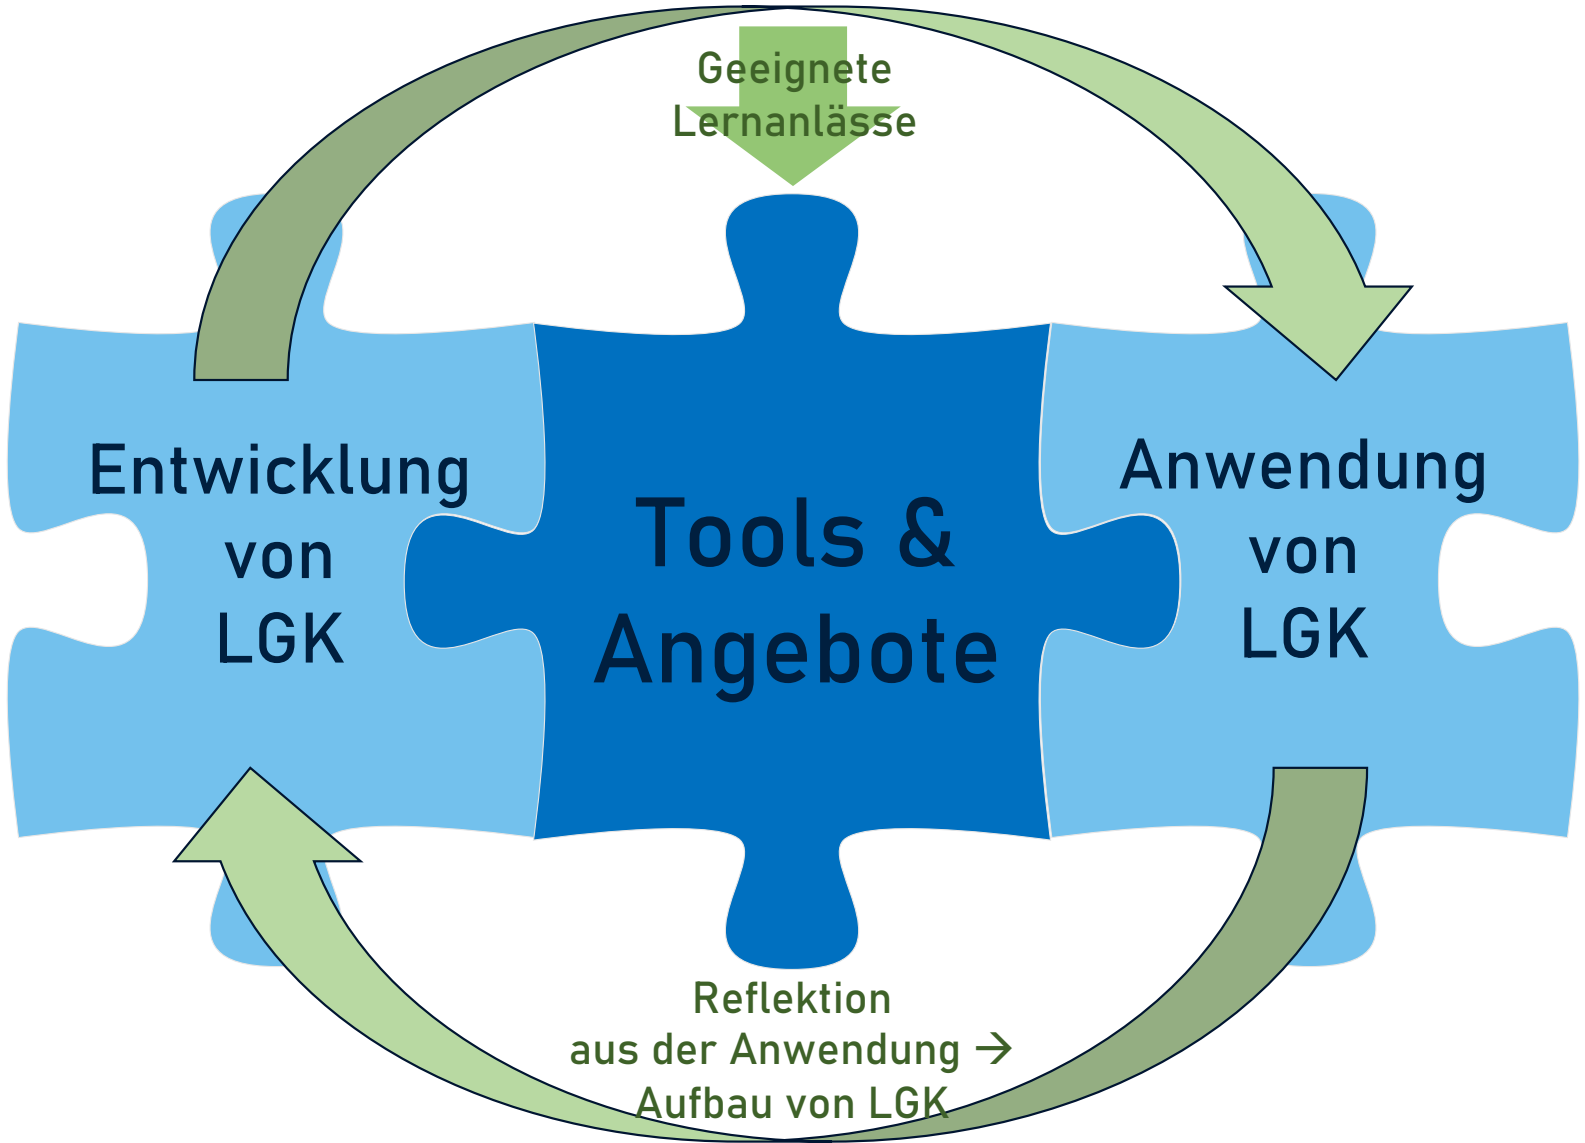 Geeignete
Lernanlässe
Entwicklung
von
LGK
Tools &
Angebote
Anwendung
von
LGK
Reflektion
aus der Anwendung →
Aufbau von LGK